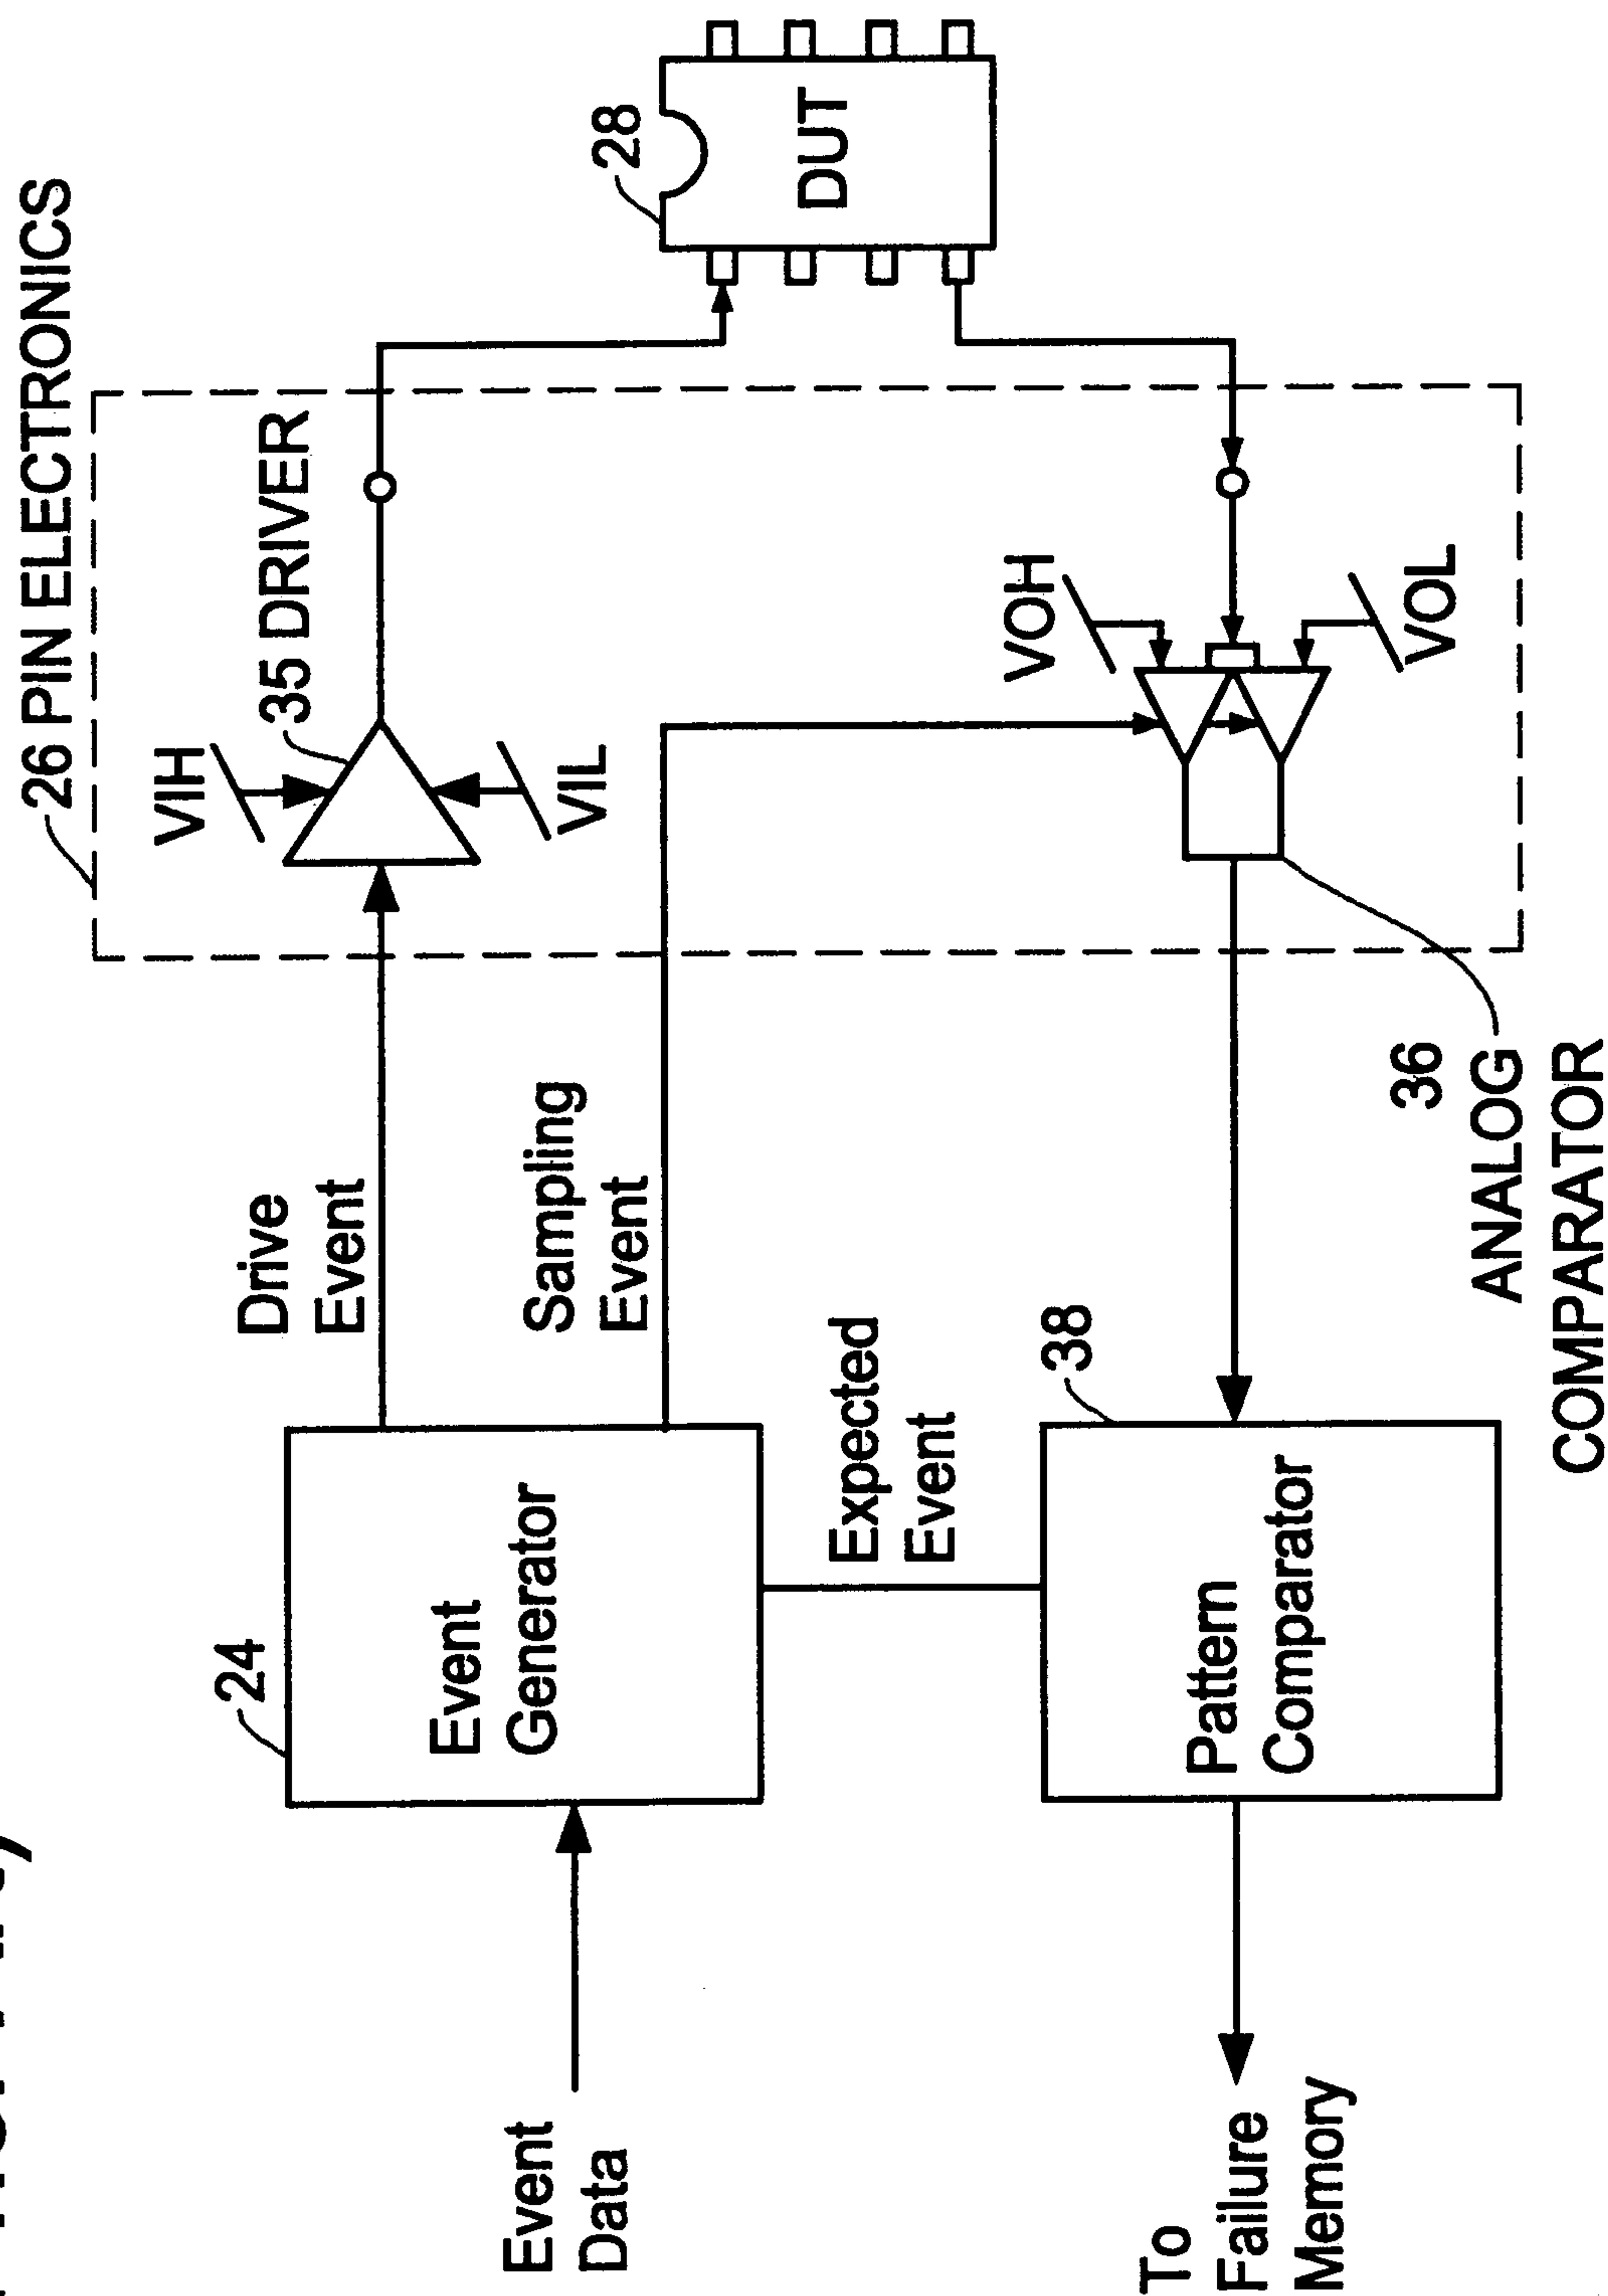 26 PIN ELECTRONICS
VIH
35 DRIVER
VIL
28
DUT
Drive
Event
Sampling
Event
24
Event
Generator
Event
Data
Expected
Event
VOH
VOL
38
Pattern
Comparator
36
ANALOG
COMPARATOR
To
Failure
Memory